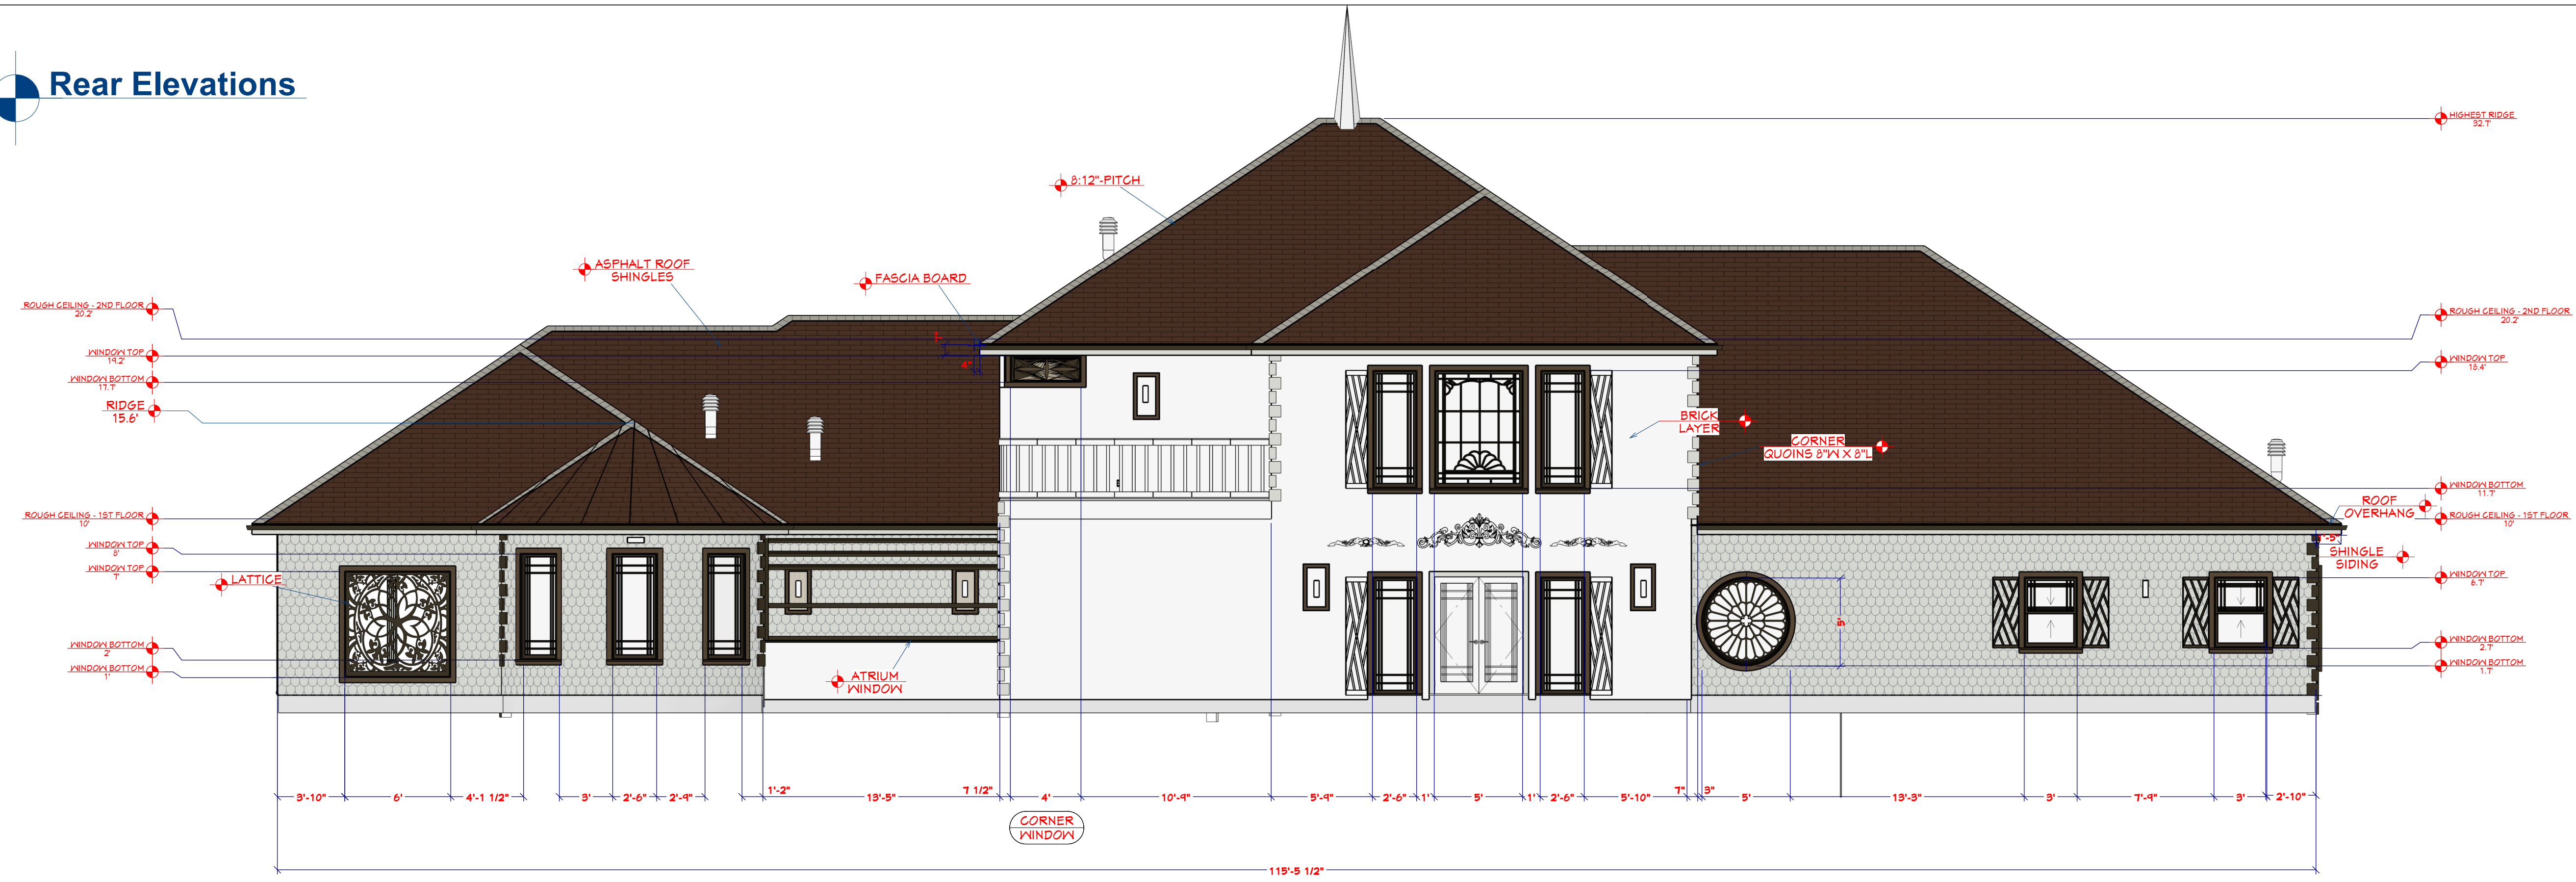 Rear Elevations
HIGHEST RIDGE
32.7'
8:12"-PITCH
ASPHALT ROOF
SHINGLES
FASCIA BOARD
ROUGH CEILING - 2ND FLOOR
20.2'
WINDOW TOP
19.2'
WINDOW BOTTOM
17.7'
RIDGE
15.6'
ROUGH CEILING - 1ST FLOOR
10'
WINDOW TOP
8'
WINDOW TOP
7'
LATTICE
WINDOW BOTTOM
2'
WINDOW BOTTOM
1'
4"
BRICK
LAYER
CORNER
QUOINS 8"W X 8"L
ATRIUM
WINDOW
5'
ROUGH CEILING - 2ND FLOOR
20.2'
WINDOW TOP
18.4'
WINDOW BOTTOM
11.7'
ROOF
OVERHANG
ROUGH CEILING - 1ST FLOOR
10'
1'-5"
SHINGLE
SIDING
WINDOW TOP
6.7'
WINDOW BOTTOM
2.7'
WINDOW BOTTOM
1.7'
3'-10" 6' 4'-1 1/2" 3' 2'-6" 2'-9" 1'-2" 13'-5" 7 1/2" 4' 10'-9" 5'-9" 2'-6" 1' 5' 1' 2'-6" 5'-10" 7" 3" 5' 13'-3" 3' 7'-9" 3' 2'-10"
CORNER
WINDOW
115'-5 1/2"